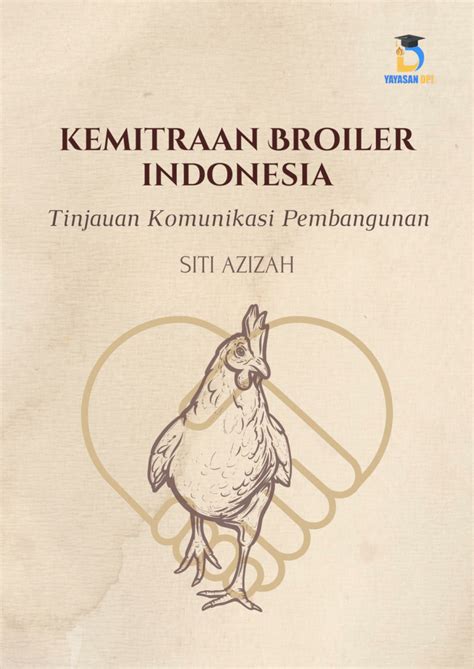 YAYASAN DPI
KEMITRAAN BROILER
INDONESIA
Tinjauan Komunikasi Pembangunan
SITI AZIZAH